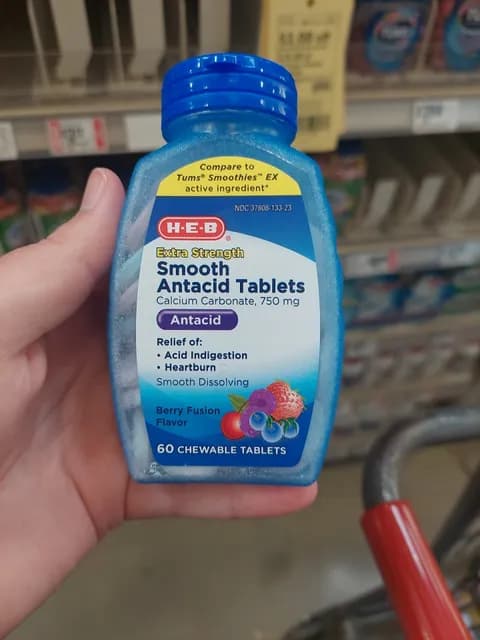 Compare to
Tums® Smoothies™ EX
active ingredient*
NDC 37808-133-23
H-E-B®
Extra Strength
Smooth
Antacid Tablets
Calcium Carbonate, 750 mg
Antacid
Relief of:
• Acid Indigestion
• Heartburn
Smooth Dissolving
Berry Fusion
Flavor
60 CHEWABLE TABLETS